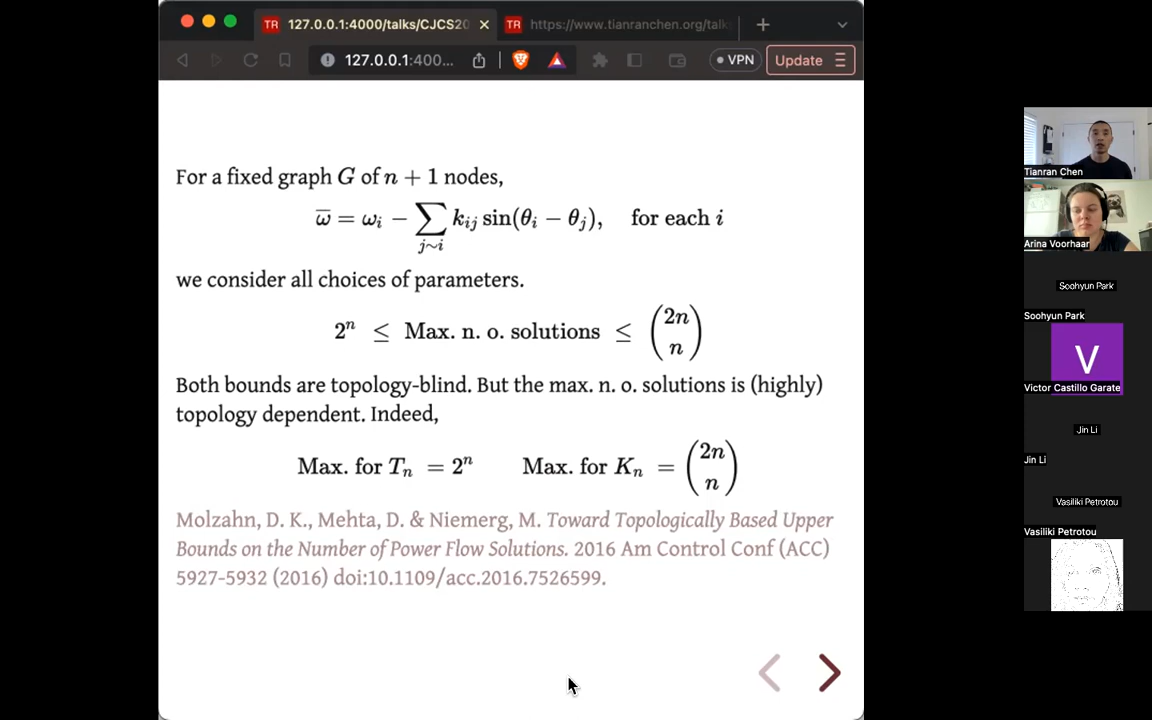 TR 127.0.0.1:4000/talks/CJCS20 TR https://www.tianranchen.org/talk
127.0.0.1:400... VPN Update
For a fixed graph G of n + 1 nodes,
ω̅ = ωᵢ − ∑ kᵢⱼ sin(θᵢ − θⱼ), for each i
j∼i
we consider all choices of parameters.
2ⁿ ≤ Max. n. o. solutions ≤ (2n
n)
Both bounds are topology-blind. But the max. n. o. solutions is (highly)
topology dependent. Indeed,
Max. for Tₙ = 2ⁿ Max. for Kₙ = (2n
n)
Molzahn, D. K., Mehta, D. & Niemerg, M. Toward Topologically Based Upper
Bounds on the Number of Power Flow Solutions. 2016 Am Control Conf (ACC)
5927-5932 (2016) doi:10.1109/acc.2016.7526599.
Tianran Chen
Arina Voorhaar
Soohyun Park
Soohyun Park
V
Victor Castillo Garate
Jin Li
Jin Li
Vasiliki Petrotou
Vasiliki Petrotou